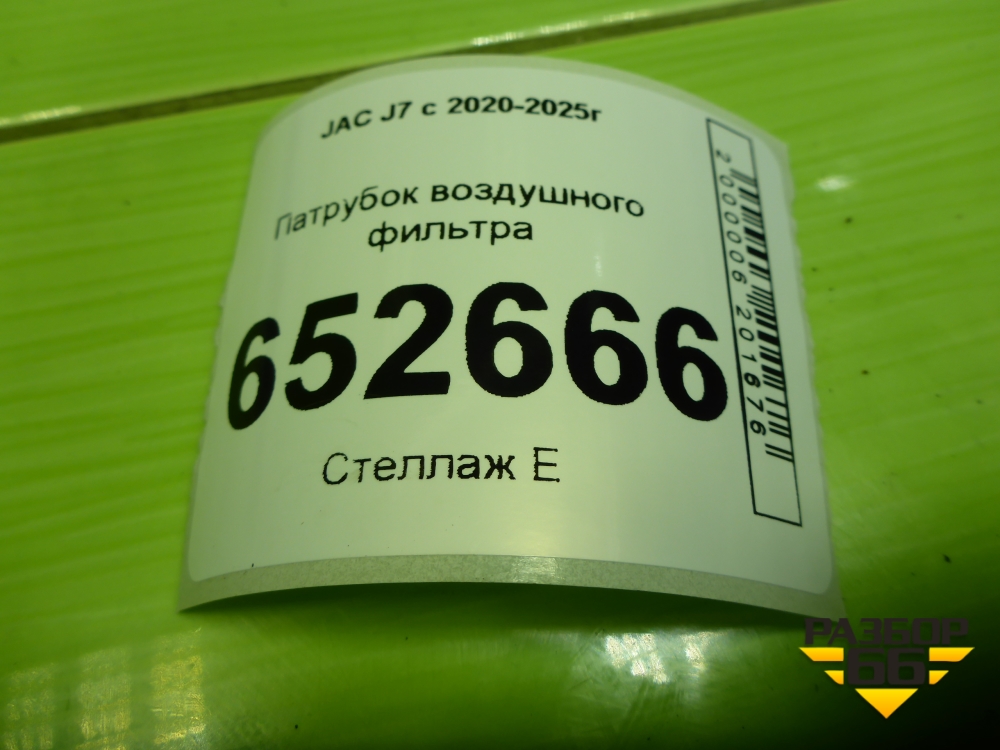 JAC J7 с 2020-2025г
Патрубок воздушного
фильтра
652666
Стеллаж Е
2000006201676
РАЗБОР
66